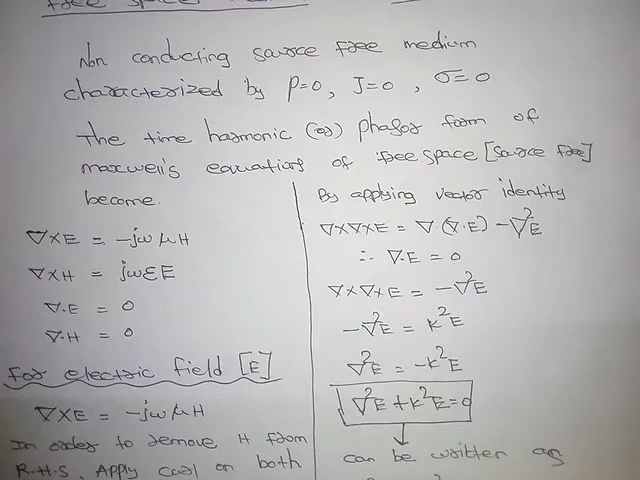 free space
Non conducting source free medium
characterized by ρ=0, J=0, σ=0
The time harmonic (or) phasor form of
maxwell's equations of free space [source free]
become.
∇×E = -jωμH
∇×H = jωεE
∇.E = 0
∇.H = 0
For electric field [E]
∇×E = -jωμH
In order to remove H from
R.H.S, Apply curl on both
By applying vector identity
∇×∇×E = ∇.(∇.E) - ∇²E
∴ ∇.E = 0
∇×∇×E = -∇²E
-∇²E = K²E
∇²E = -K²E
∇²E + K²E = 0
can be written as